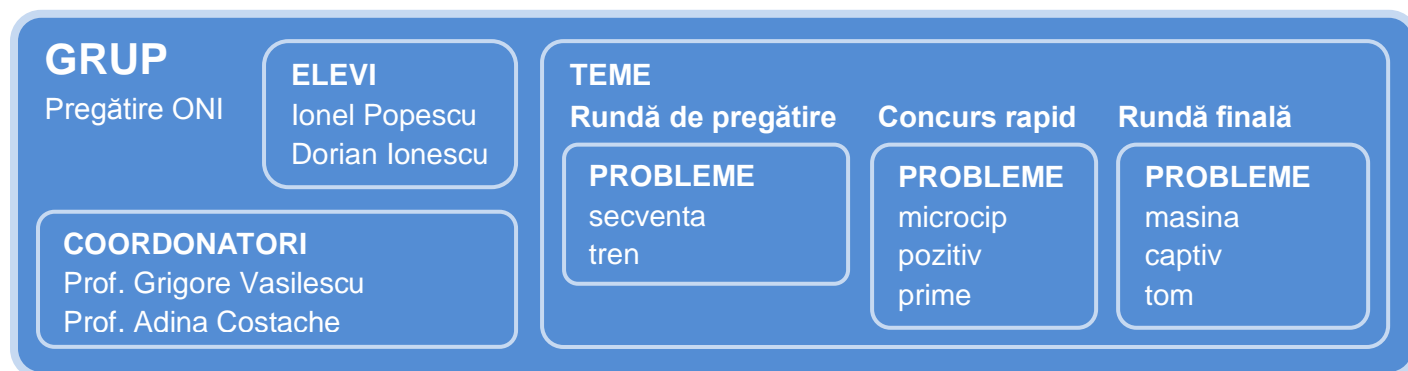 GRUP
Pregătire ONI
ELEVI
Ionel Popescu
Dorian Ionescu
COORDONATORI
Prof. Grigore Vasilescu
Prof. Adina Costache
TEME
Rundă de pregătire
PROBLEME
secventa
tren
Concurs rapid
PROBLEME
microcip
pozitiv
prime
Rundă finală
PROBLEME
masina
captiv
tom